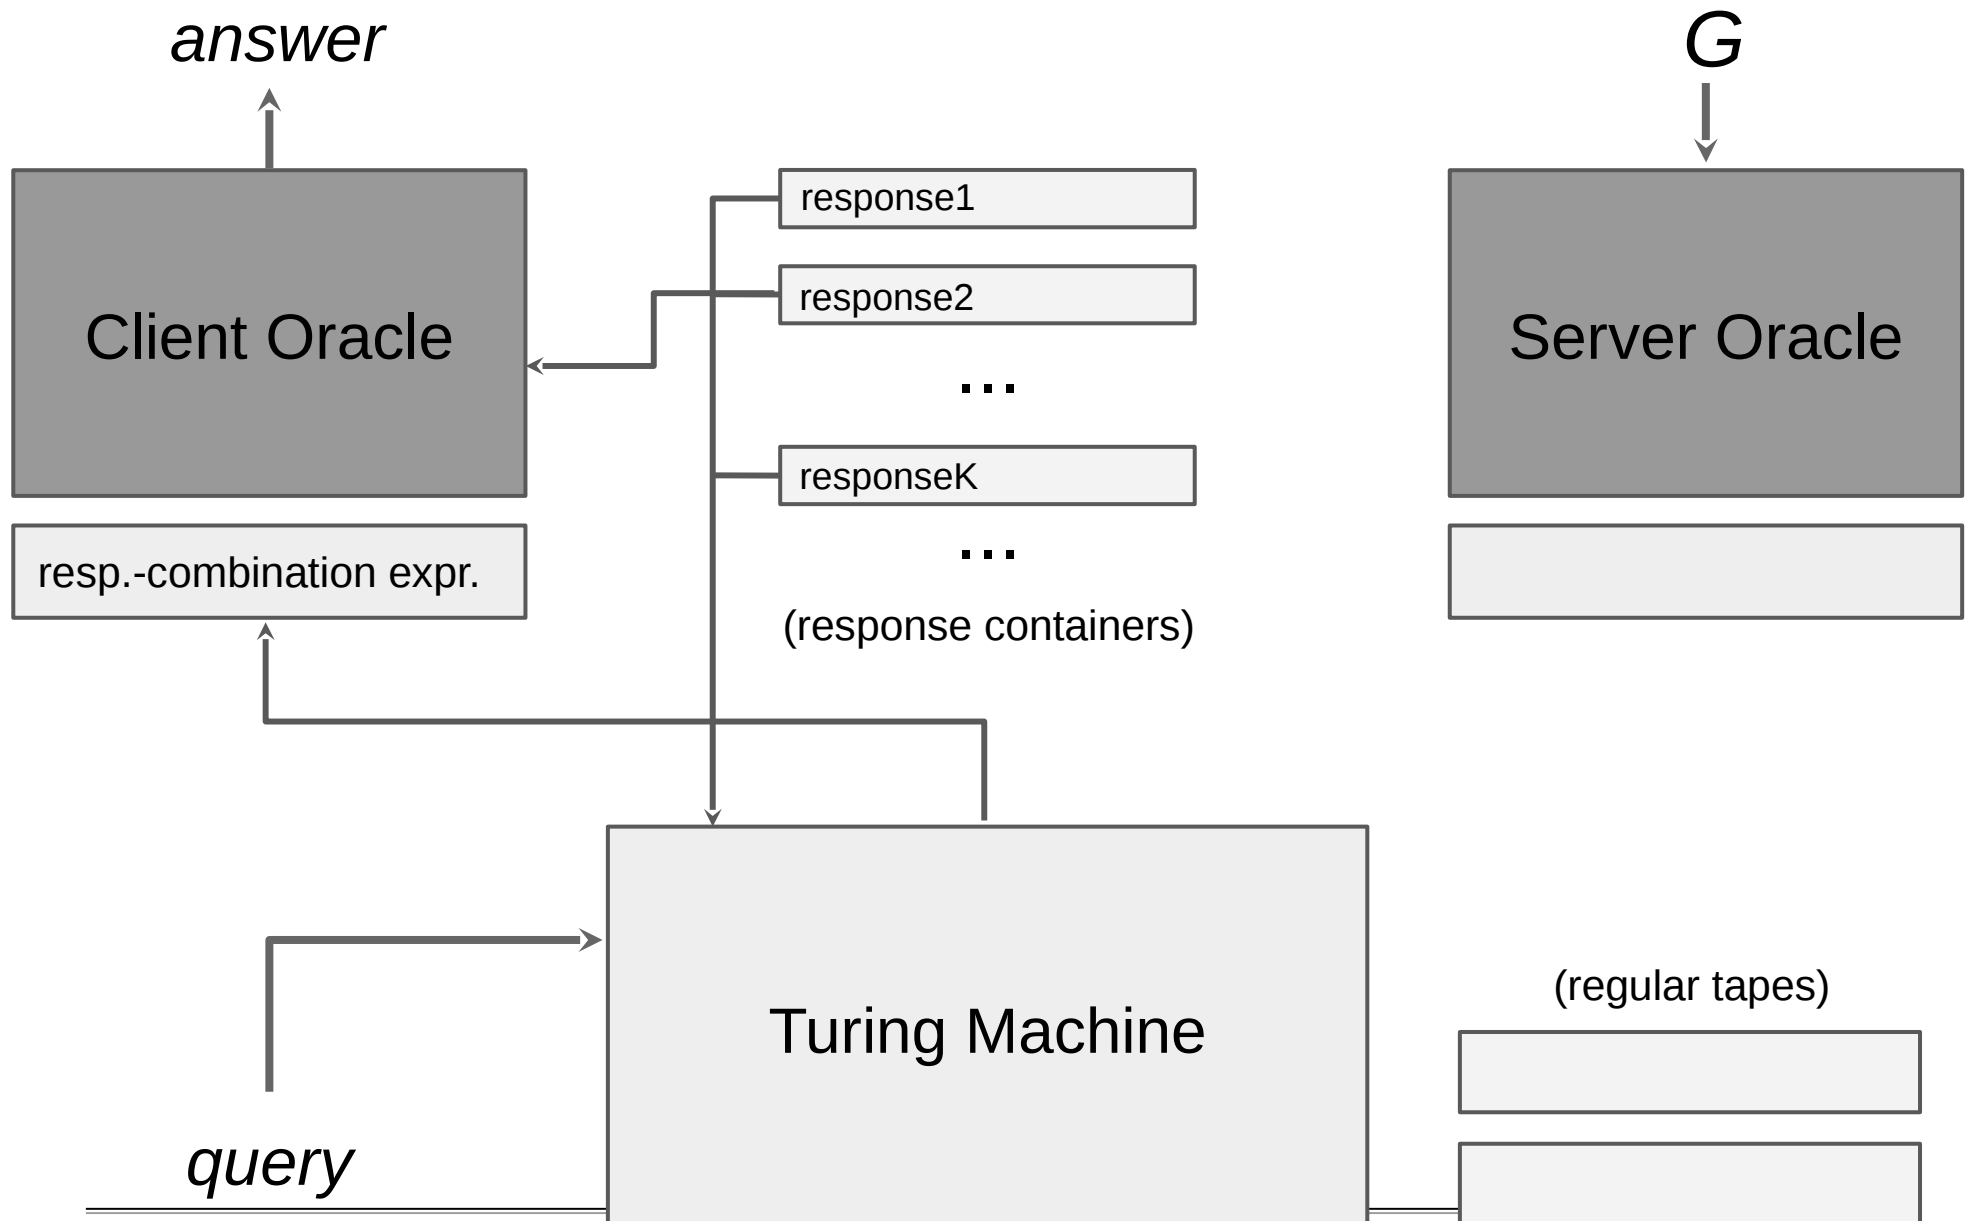 answer
G
response1
response2
Client Oracle
Server Oracle
...
responseK
resp.-combination expr.
...
(response containers)
(regular tapes)
Turing Machine
query